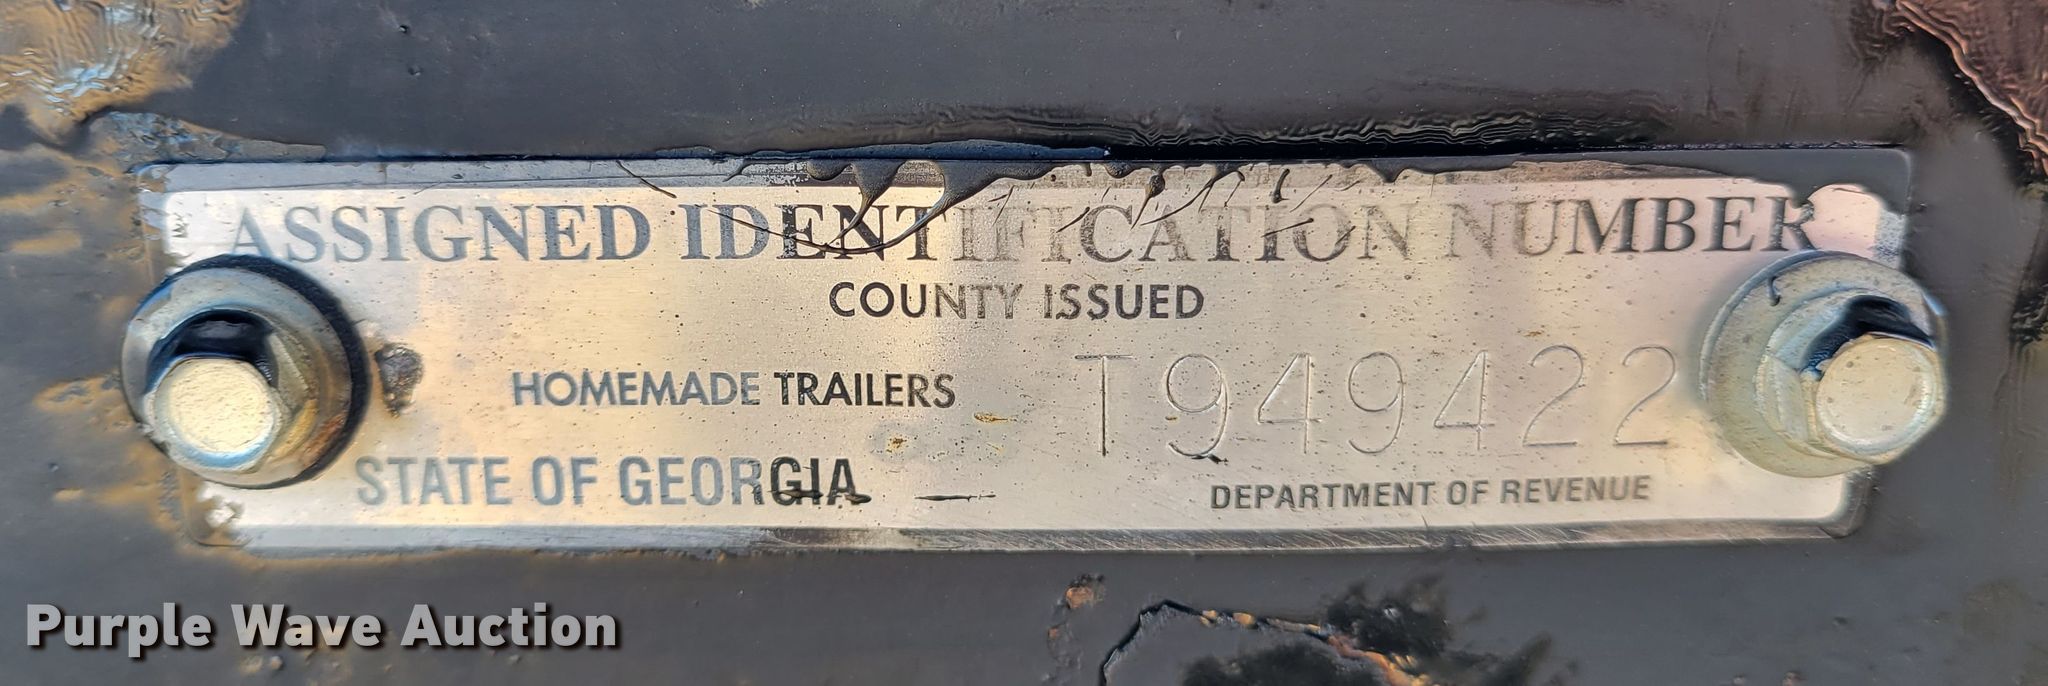 ASSIGNED IDENTIFICATION NUMBER
COUNTY ISSUED
HOMEMADE TRAILERS T949422
STATE OF GEORGIA DEPARTMENT OF REVENUE
Purple Wave Auction